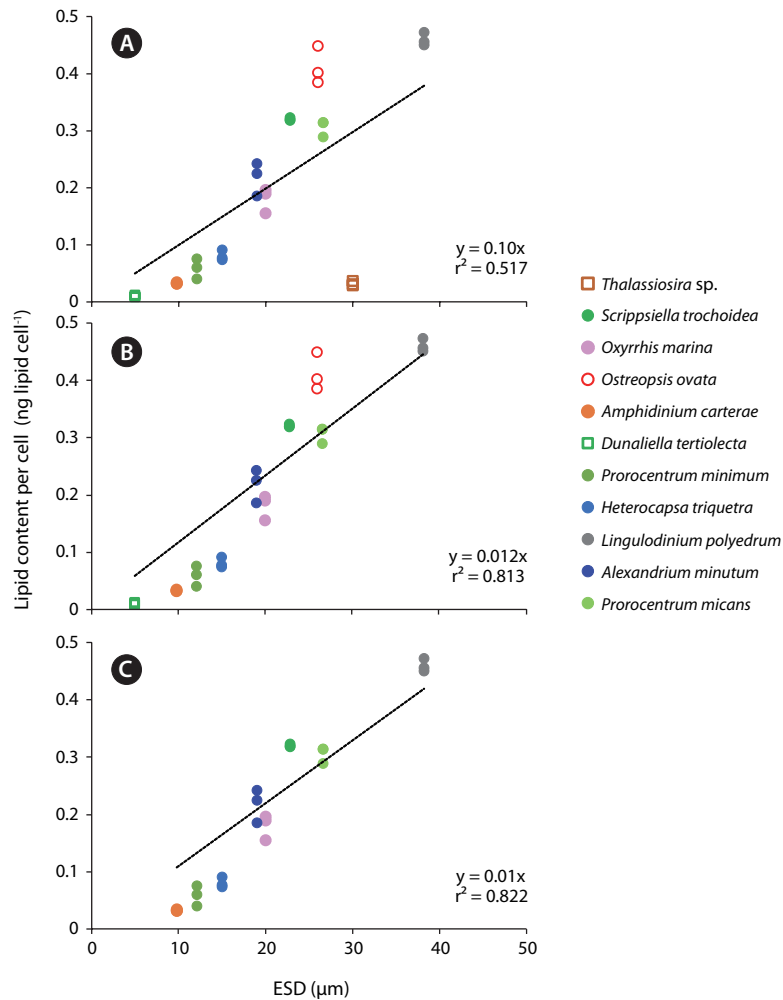 0.5
A
0.4
0.3
0.2
0.1
0
y = 0.10x
r² = 0.517
0.5
B
0.4
0.3
0.2
0.1
0
y = 0.012x
r² = 0.813
0.5
C
0.4
0.3
0.2
0.1
0
y = 0.01x
r² = 0.822
0 10 20 30 40 50
ESD (µm)
Lipid content per cell (ng lipid cell⁻¹)
Thalassiosira sp.
Scrippsiella trochoidea
Oxyrrhis marina
Ostreopsis ovata
Amphidinium carterae
Dunaliella tertiolecta
Prorocentrum minimum
Heterocapsa triquetra
Lingulodinium polyedrum
Alexandrium minutum
Prorocentrum micans